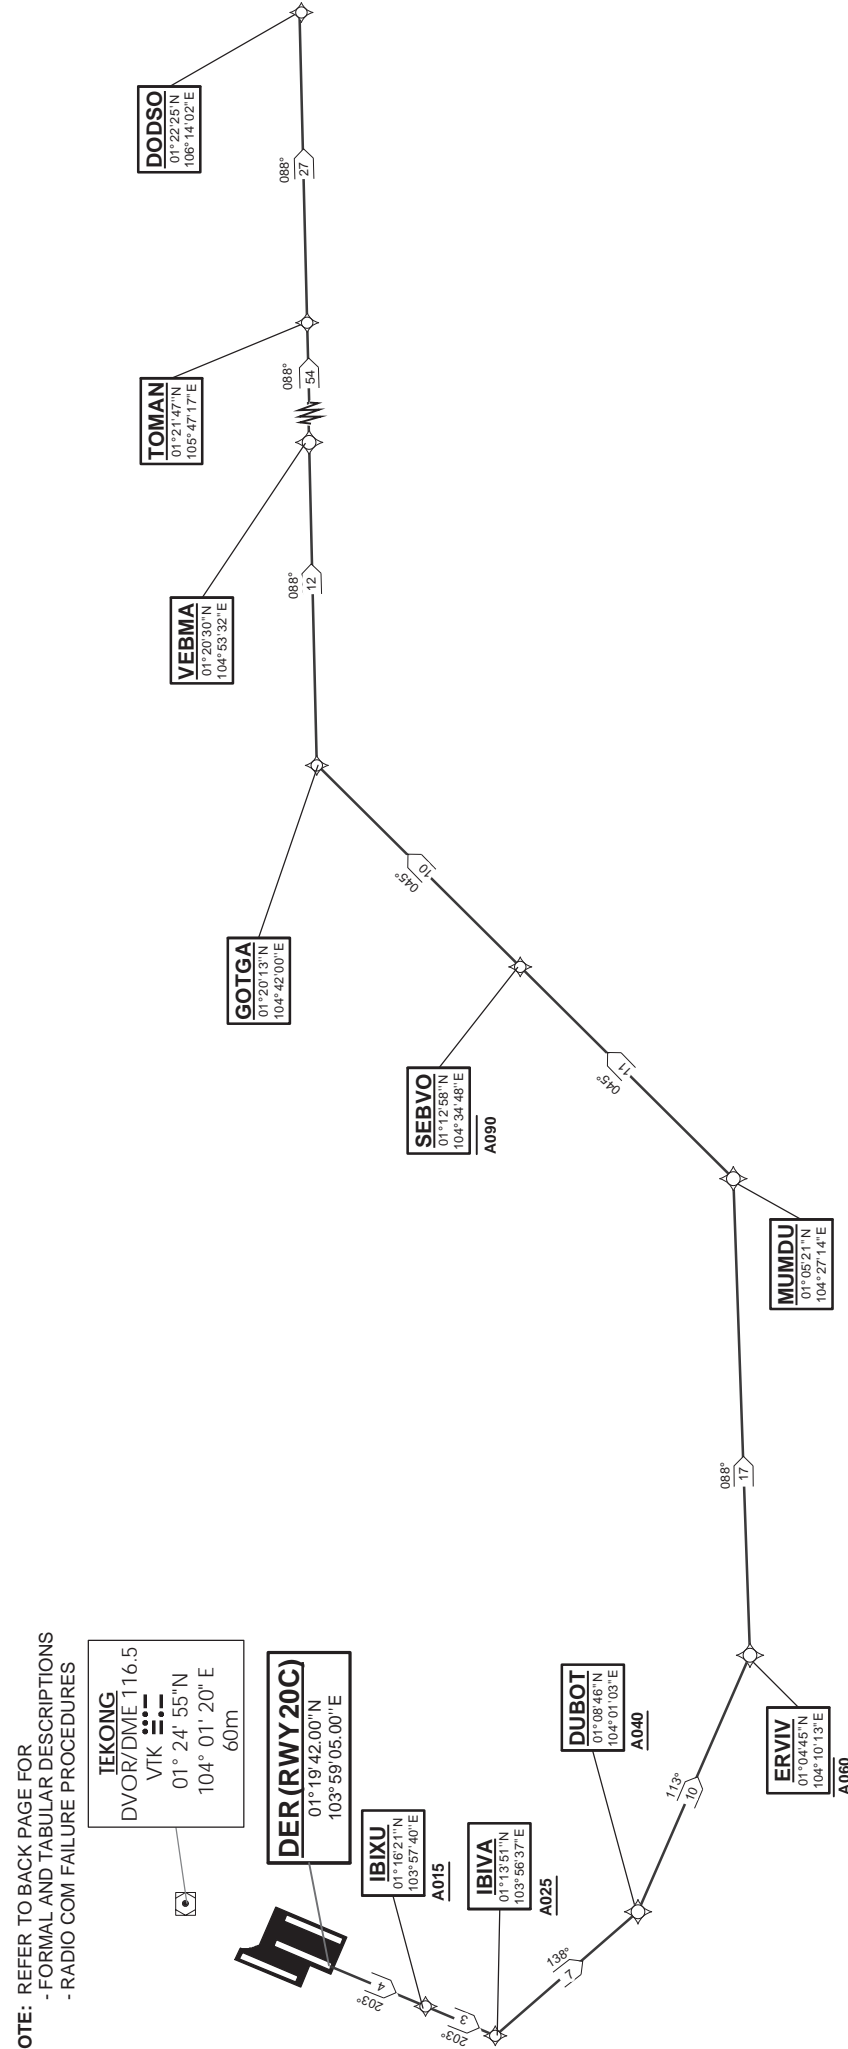 OTE: REFER TO BACK PAGE FOR
- FORMAL AND TABULAR DESCRIPTIONS
- RADIO COM FAILURE PROCEDURES
TEKONG
DVOR/DME 116.5
VTK
01° 24' 55"N
104° 01' 20" E
60m
DER (RWY 20C)
01°19'42.00"N
103°59'05.00"E
203°
4
IBIXU
01°16'21"N
103°57'40"E
A015
203°
3
IBIVA
01°13'51"N
103°56'37"E
A025
138°
7
DUBOT
01°08'46"N
104°01'03"E
A040
113°
10
ERVIV
01°04'45"N
104°10'13"E
A060
088°
17
MUMDU
01°05'21"N
104°27'14"E
045°
11
SEBVO
01°12'58"N
104°34'48"E
A090
045°
10
GOTGA
01°20'13"N
104°42'00"E
088°
12
VEBMA
01°20'30"N
104°53'32"E
088°
54
TOMAN
01°21'47"N
105°47'17"E
088°
27
DODSO
01°22'25"N
106°14'02"E